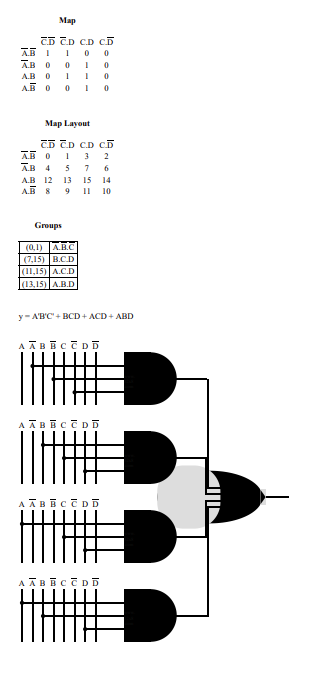 Map
C̅.D̅ C̅.D C.D C.D̅
A̅.B̅ 1 1 0 0
A̅.B 0 0 1 0
A.B 0 1 1 0
A.B̅ 0 0 1 0
Map Layout
C̅.D̅ C̅.D C.D C.D̅
A̅.B̅ 0 1 3 2
A̅.B 4 5 7 6
A.B 12 13 15 14
A.B̅ 8 9 11 10
Groups
(0,1) A̅.B̅.C̅
(7,15) B.C.D
(11,15) A.C.D
(13,15) A.B.D
y = A'B'C' + BCD + ACD + ABD
A A̅ B B̅ C C̅ D D̅
A A̅ B B̅ C C̅ D D̅
A A̅ B B̅ C C̅ D D̅
A A̅ B B̅ C C̅ D D̅